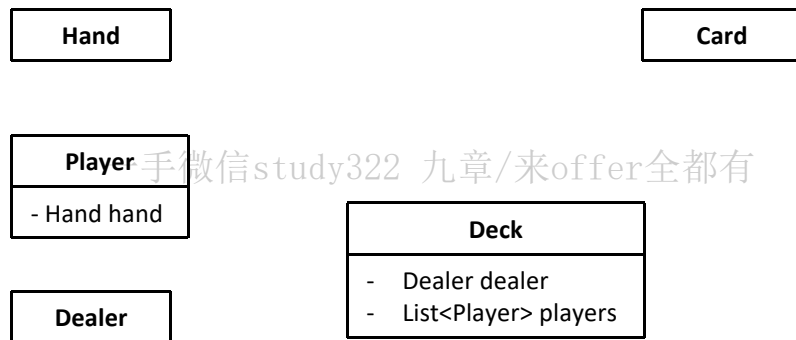 Hand
Card
Player
手微信study322 九章/来offer全都有
- Hand hand
Deck
- Dealer dealer
- List<Player> players
Dealer